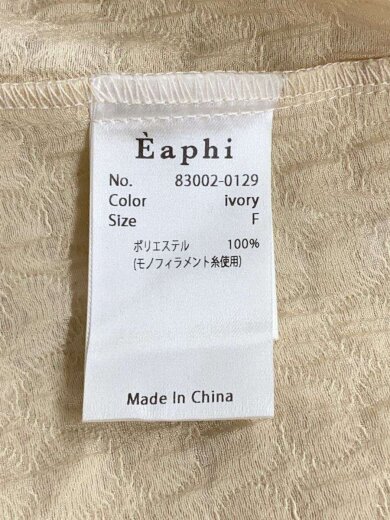 Èaphi
No. 83002-0129
Color ivory
Size F
ポリエステル 100%
(モノフィラメント糸使用)
Made In China